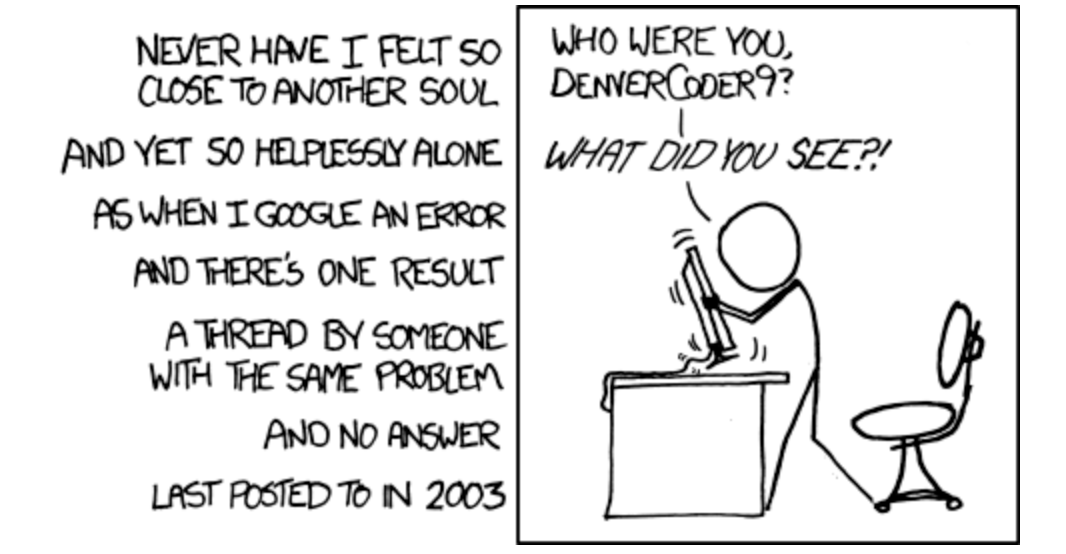 NEVER HAVE I FELT SO
CLOSE TO ANOTHER SOUL
AND YET SO HELPLESSLY ALONE
AS WHEN I GOOGLE AN ERROR
AND THERE'S ONE RESULT
A THREAD BY SOMEONE
WITH THE SAME PROBLEM
AND NO ANSWER
LAST POSTED TO IN 2003
WHO WERE YOU,
DENVERCODER9?
WHAT DID YOU SEE?!